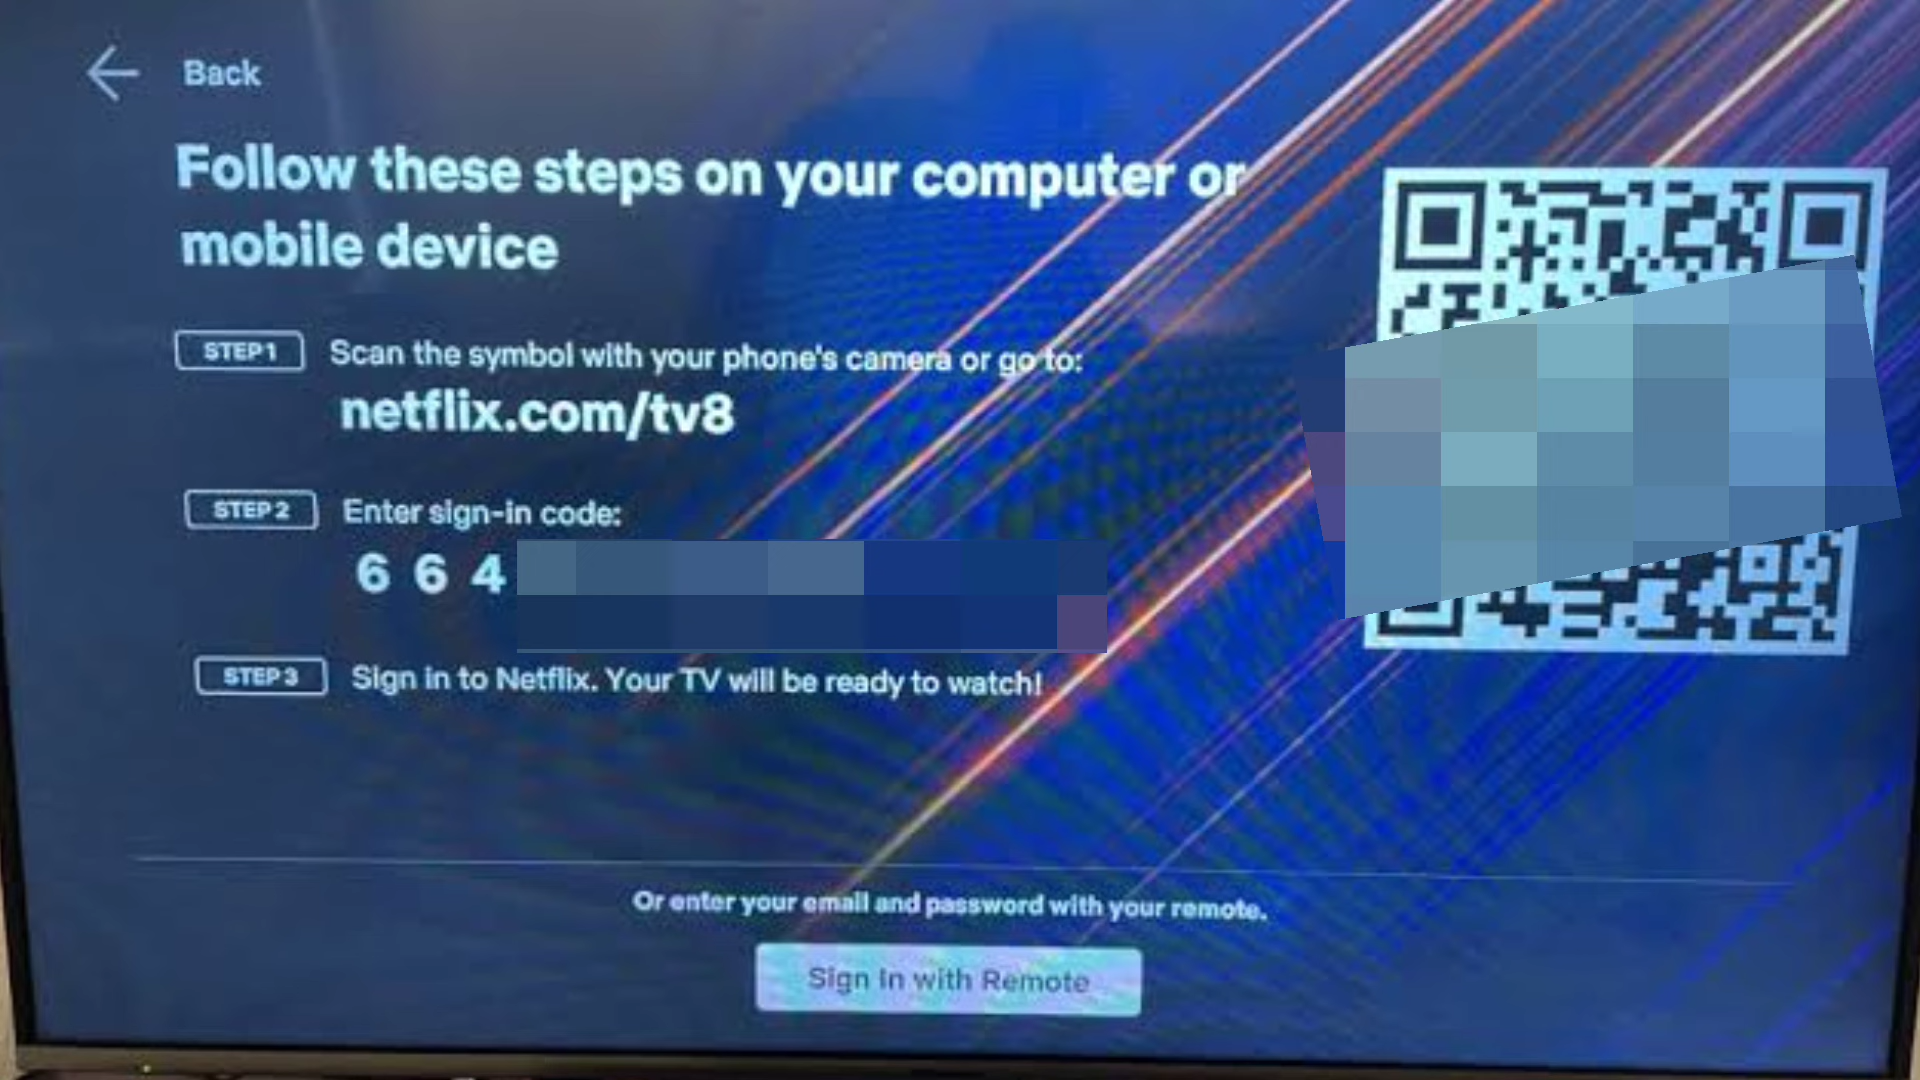 Back
Follow these steps on your computer or
mobile device
STEP 1 Scan the symbol with your phone's camera or go to:
netflix.com/tv8
STEP 2 Enter sign-in code:
6 6 4
STEP 3 Sign in to Netflix. Your TV will be ready to watch!
Or enter your email and password with your remote.
Sign In with Remote